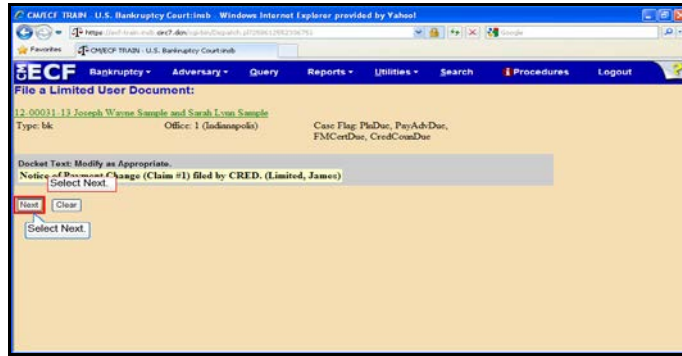 CM/ECF TRAIN - U.S. Bankruptcy Court:insb - Windows Internet Explorer provided by Yahoo!
Google
Favorites CM/ECF TRAIN - U.S. Bankruptcy Court:insb
ECF Bankruptcy Adversary Query Reports Utilities Search Procedures Logout
File a Limited User Document:
12-00031-13 Joseph Wayne Sample and Sarah Lynn Sample
Type: bk Office: 1 (Indianapolis) Case Flag: PlnDue, PayAdvDue,
FMCertDue, CredCounDue
Docket Text: Modify as Appropriate.
Notice of Payment Change (Claim #1) filed by CRED. (Limited, James)
Select Next.
Next Clear
Select Next.